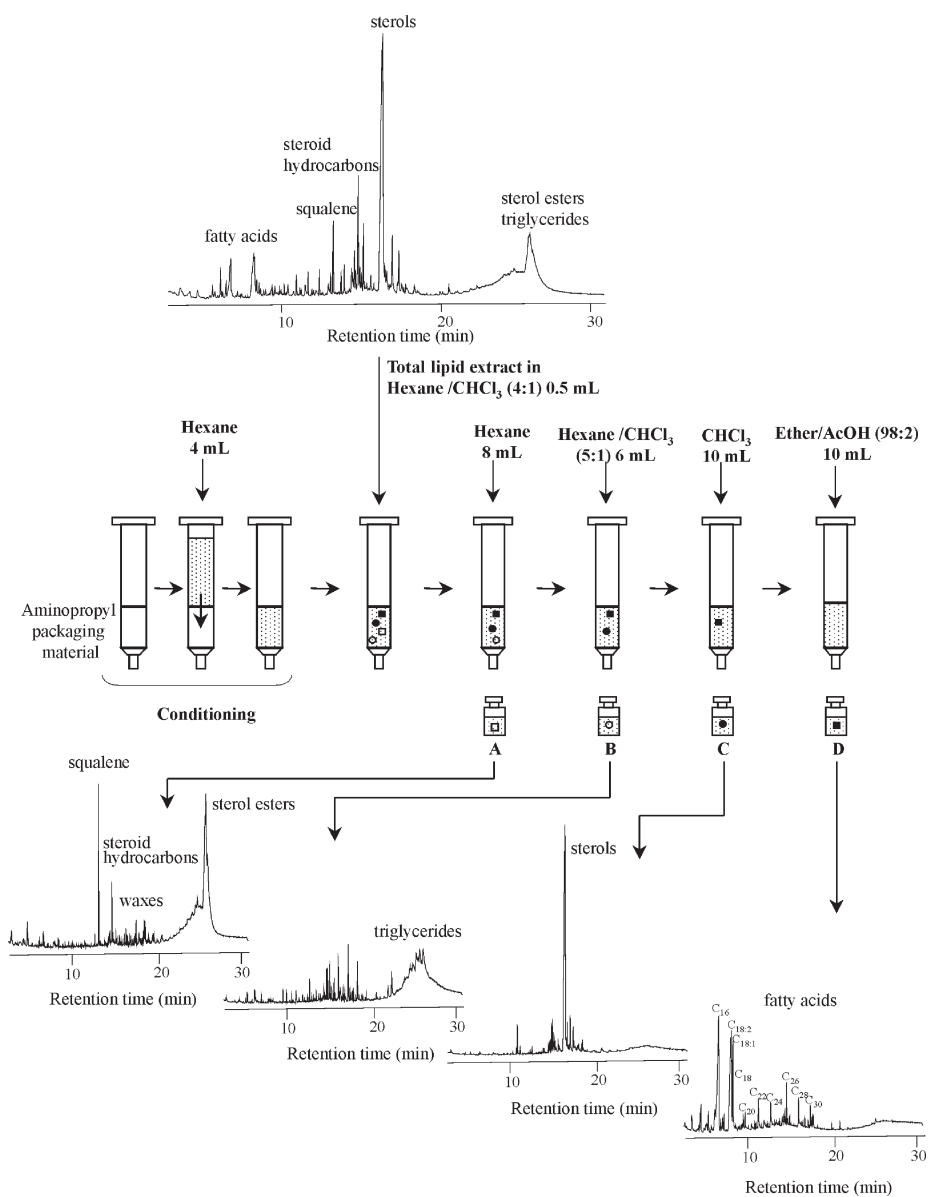 sterols
steroid
hydrocarbons
squalene
sterol esters
triglycerides
fatty acids
10
20
30
Retention time (min)
Total lipid extract in
Hexane /CHCl₃ (4:1) 0.5 mL
Hexane
4 mL
Hexane
8 mL
Hexane /CHCl₃
(5:1) 6 mL
CHCl₃
10 mL
Ether/AcOH (98:2)
10 mL
Aminopropyl
packaging
material
Conditioning
A
B
C
D
squalene
sterol esters
steroid
hydrocarbons
waxes
10
20
30
Retention time (min)
triglycerides
10
20
30
Retention time (min)
sterols
10
20
30
Retention time (min)
fatty acids
C₁₆
C₁₈:₂
C₁₈:₁
C₁₈
C₂₀
C₂₂
C₂₄
C₂₆
C₂₈
C₃₀
10
20
30
Retention time (min)